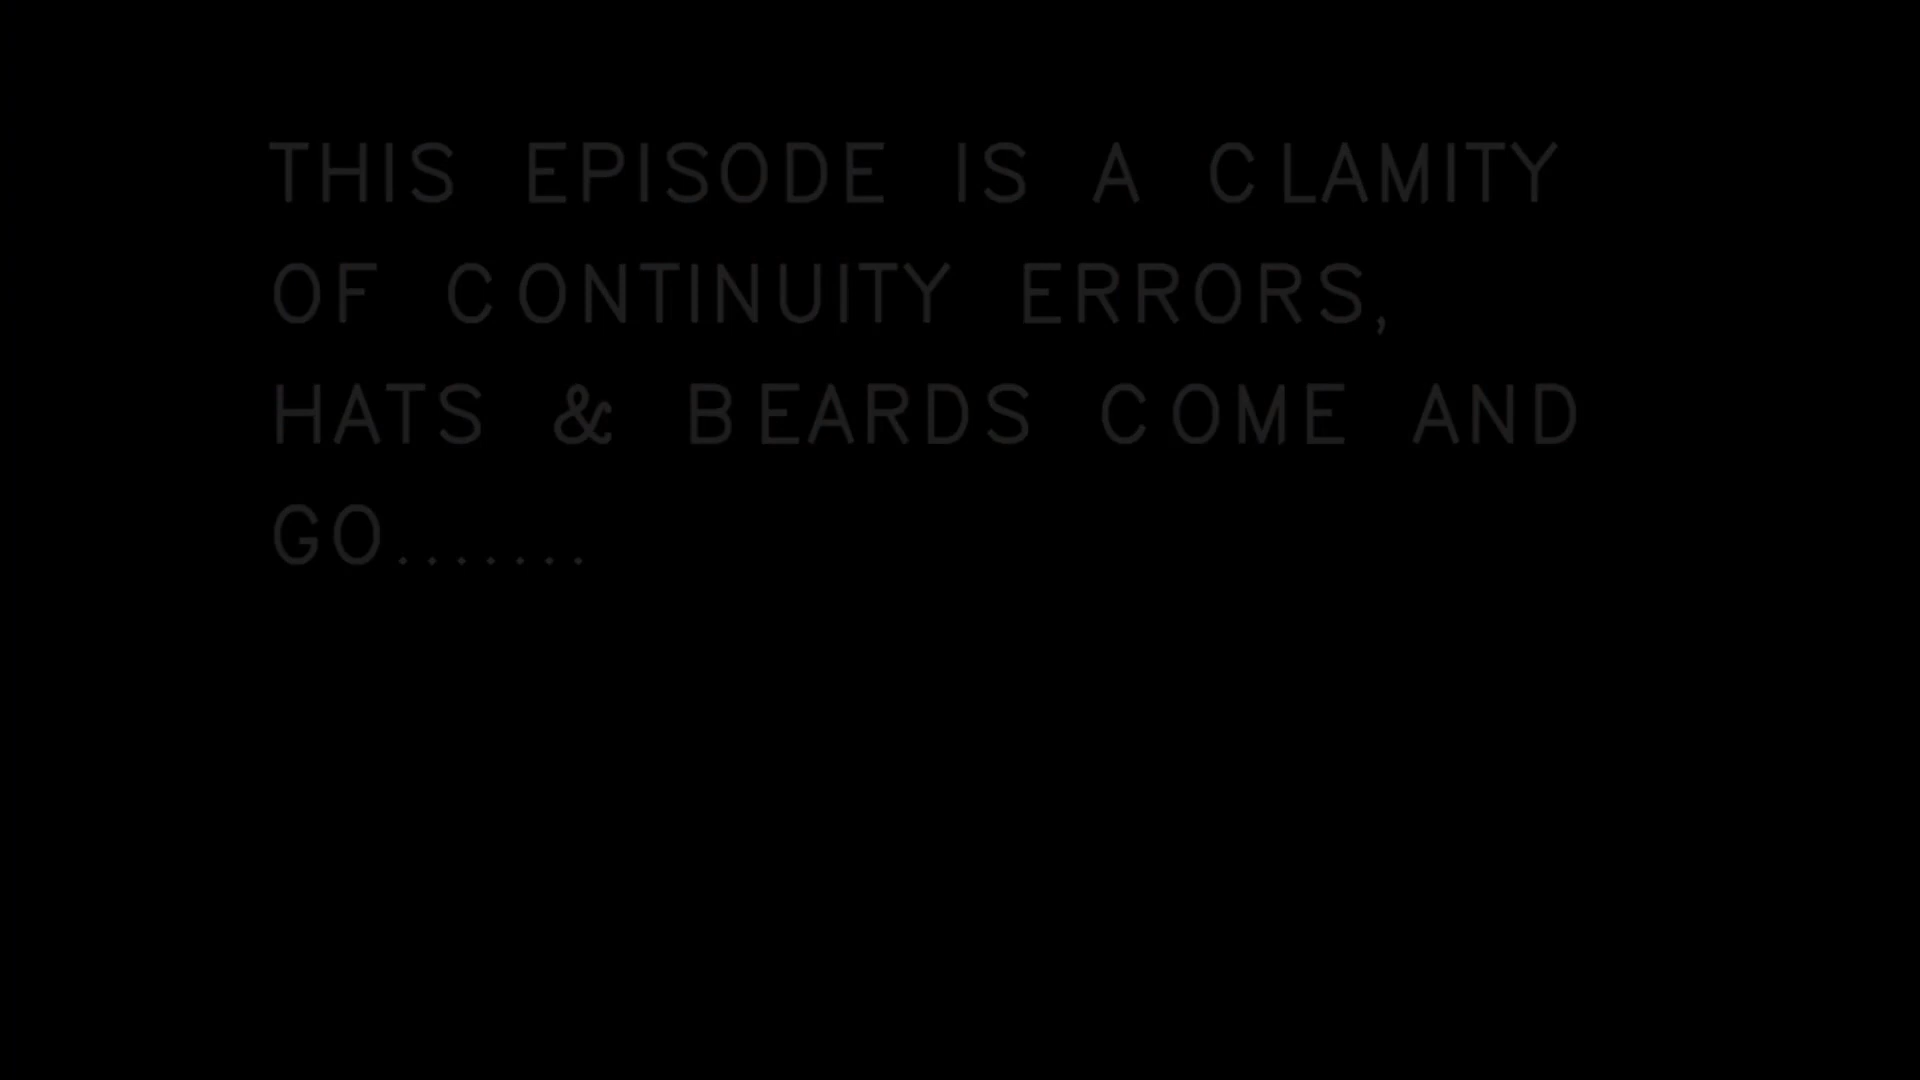 THIS EPISODE IS A CLAMITY
OF CONTINUITY ERRORS,
HATS & BEARDS COME AND
GO.......